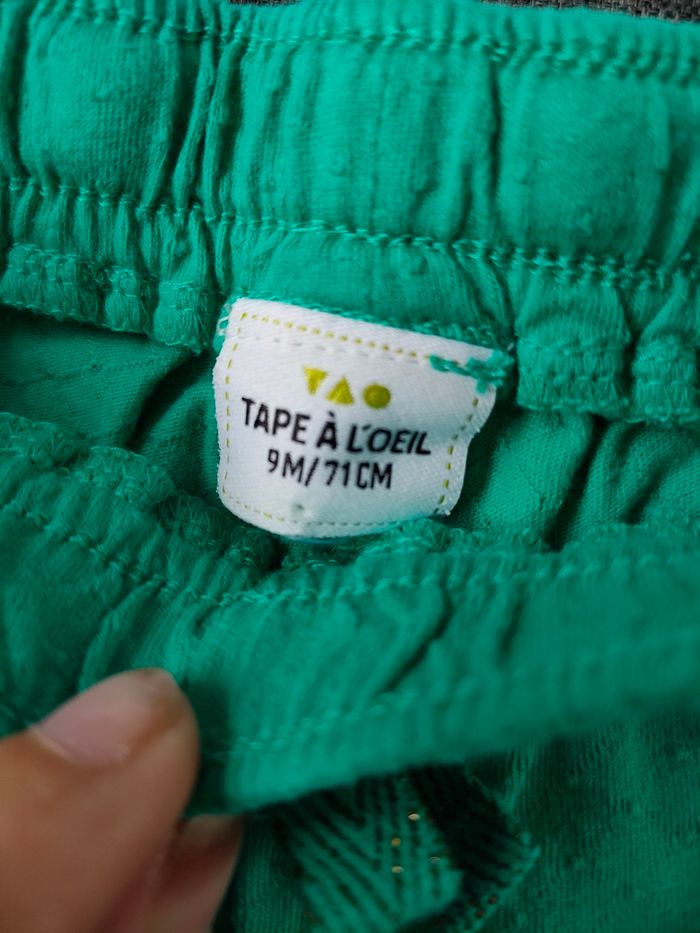 TAO
TAPE À L'OEIL
9M/71CM